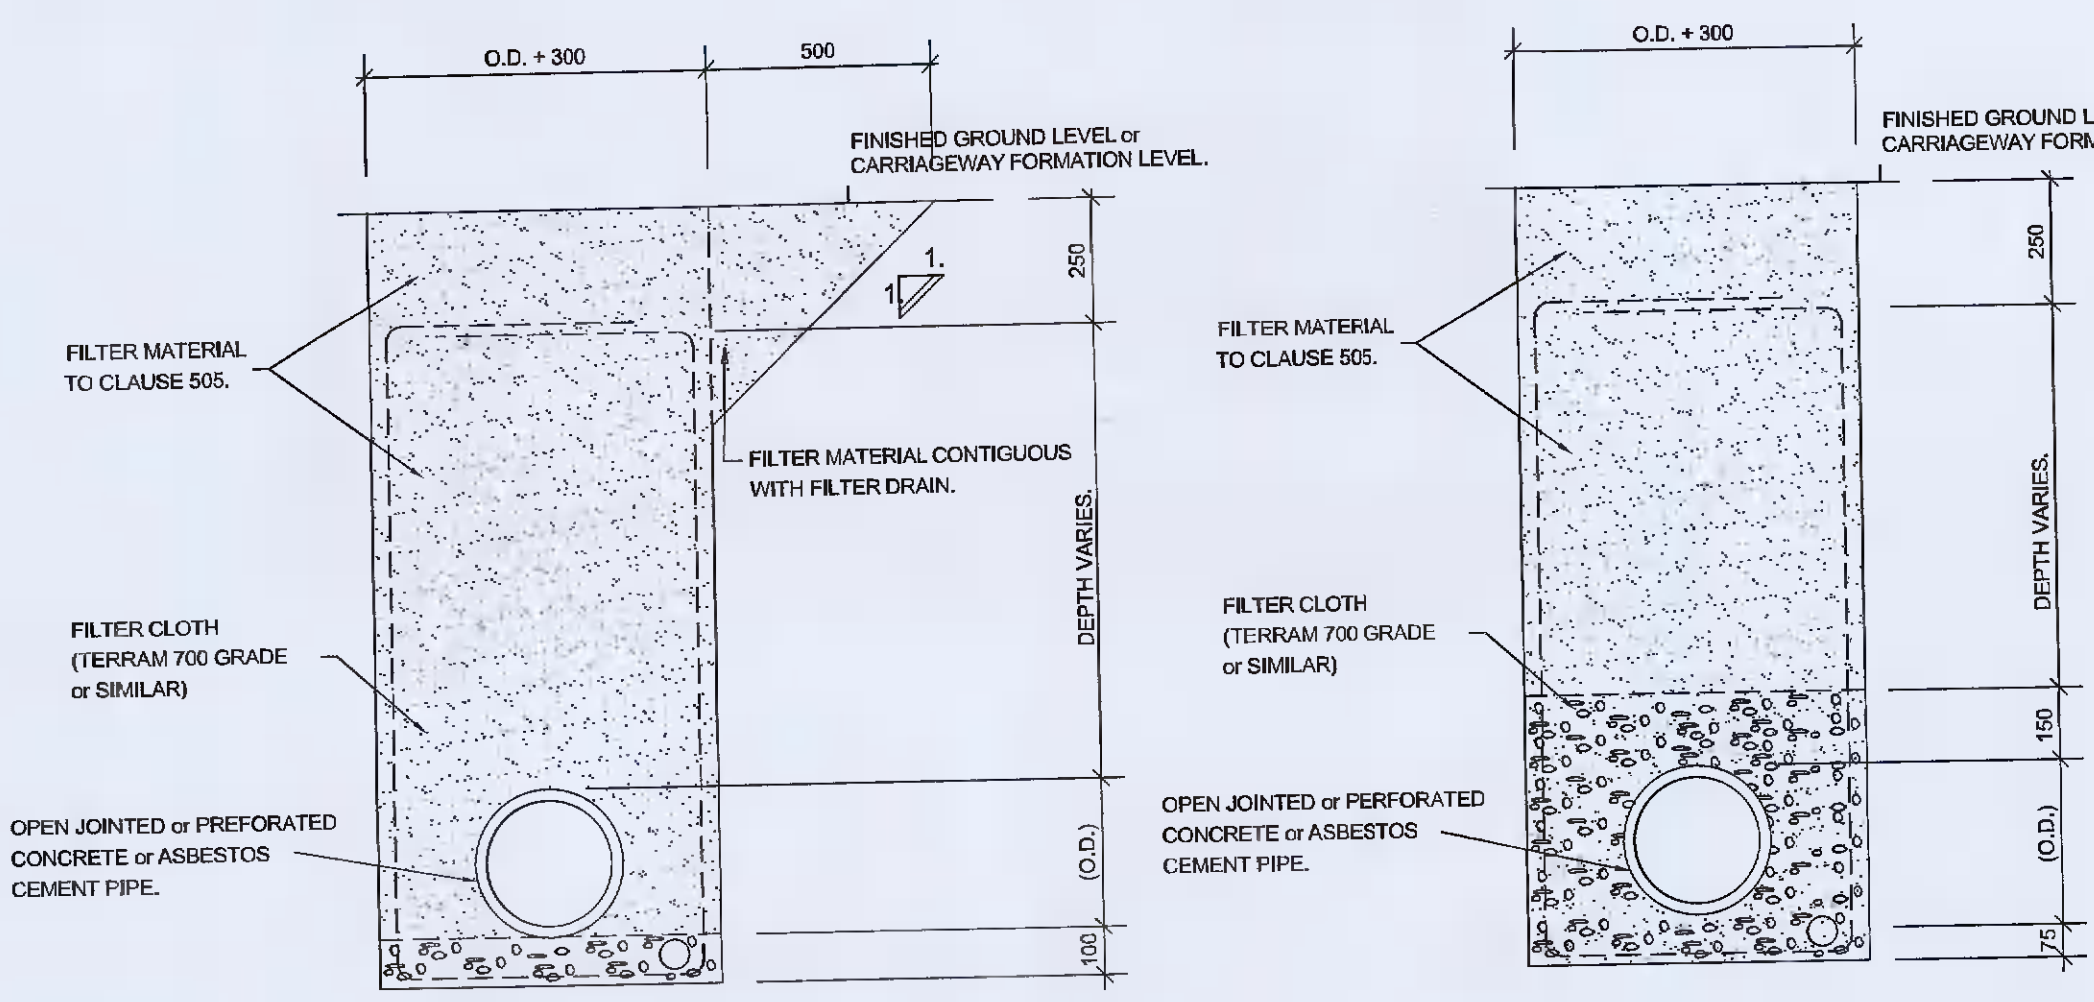 O.D. + 300
500
FINISHED GROUND LEVEL or
CARRIAGEWAY FORMATION LEVEL.
250
1.
1.
FILTER MATERIAL
TO CLAUSE 505.
FILTER MATERIAL CONTIGUOUS
WITH FILTER DRAIN.
DEPTH VARIES.
FILTER CLOTH
(TERRAM 700 GRADE
or SIMILAR)
OPEN JOINTED or PREFORATED
CONCRETE or ASBESTOS
CEMENT PIPE.
(O.D.)
100
O.D. + 300
FINISHED GROUND L
CARRIAGEWAY FORM
250
FILTER MATERIAL
TO CLAUSE 505.
DEPTH VARIES.
FILTER CLOTH
(TERRAM 700 GRADE
or SIMILAR)
150
OPEN JOINTED or PERFORATED
CONCRETE or ASBESTOS
CEMENT PIPE.
(O.D.)
75